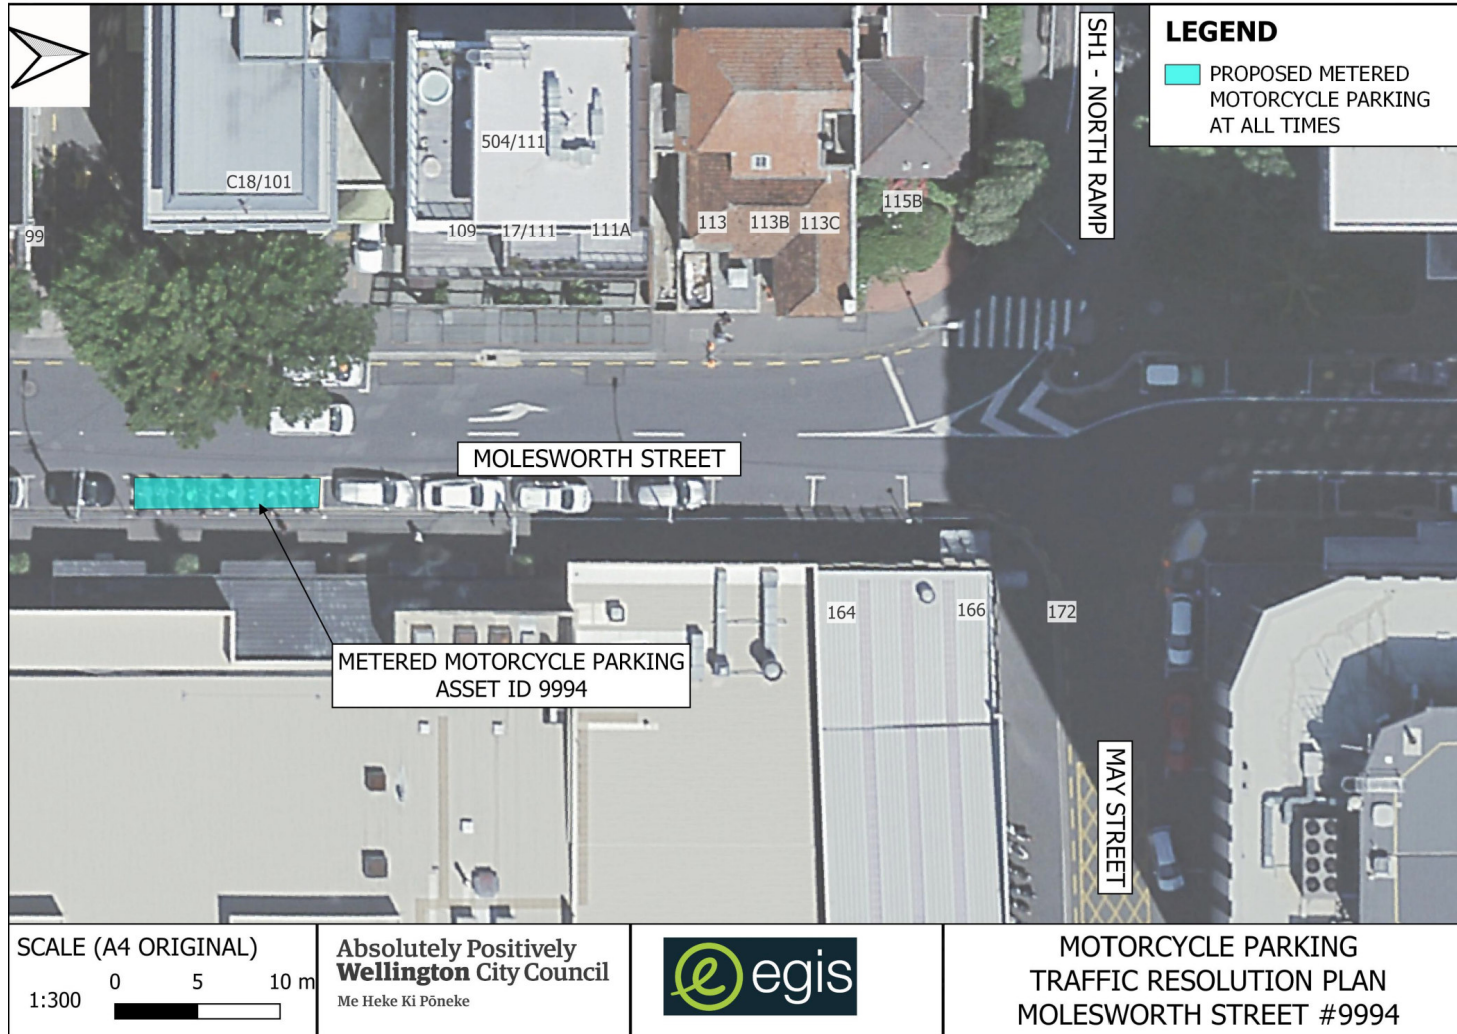 LEGEND
PROPOSED METERED
MOTORCYCLE PARKING
AT ALL TIMES
SH1 - NORTH RAMP
504/111
C18/101
99
109
17/111
111A
113
113B
113C
115B
MOLESWORTH STREET
164
166
172
METERED MOTORCYCLE PARKING
ASSET ID 9994
MAY STREET
SCALE (A4 ORIGINAL)
0 5 10 m
1:300
Absolutely Positively
Wellington City Council
Me Heke Ki Pōneke
egis
MOTORCYCLE PARKING
TRAFFIC RESOLUTION PLAN
MOLESWORTH STREET #9994